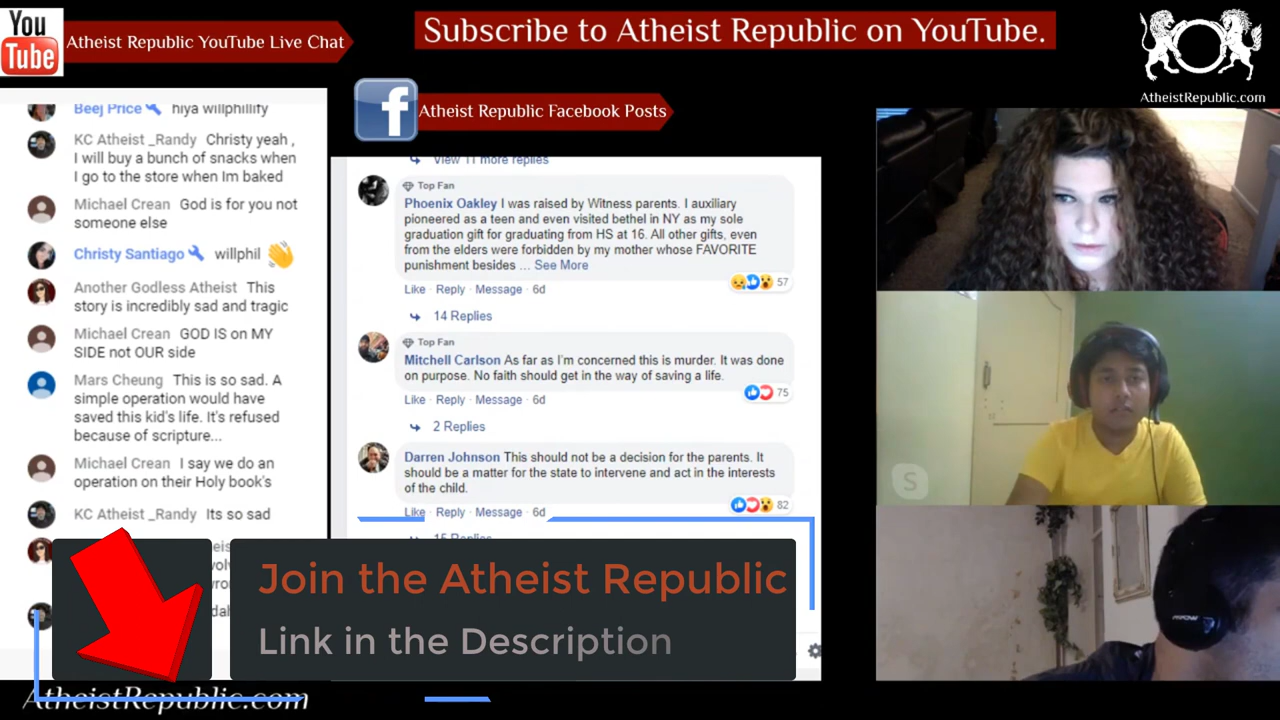 You
Tube
Atheist Republic YouTube Live Chat
Subscribe to Atheist Republic on YouTube.
AtheistRepublic.com
Atheist Republic Facebook Posts
Beej Price hiya willphillify
KC Atheist _Randy Christy yeah ,
I will buy a bunch of snacks when
I go to the store when Im baked
Michael Crean God is for you not
someone else
Christy Santiago willphil
Another Godless Atheist This
story is incredibly sad and tragic
Michael Crean GOD IS on MY
SIDE not OUR side
Mars Cheung This is so sad. A
simple operation would have
saved this kid's life. It's refused
because of scripture...
Michael Crean I say we do an
operation on their Holy book's
KC Atheist _Randy Its so sad
View 11 more replies
Top Fan
Phoenix Oakley I was raised by Witness parents. I auxiliary
pioneered as a teen and even visited bethel in NY as my sole
graduation gift for graduating from HS at 16. All other gifts, even
from the elders were forbidden by my mother whose FAVORITE
punishment besides ... See More
57
Like · Reply · Message · 6d
14 Replies
Top Fan
Mitchell Carlson As far as I'm concerned this is murder. It was done
on purpose. No faith should get in the way of saving a life.
75
Like · Reply · Message · 6d
2 Replies
Darren Johnson This should not be a decision for the parents. It
should be a matter for the state to intervene and act in the interests
of the child.
82
Like · Reply · Message · 6d
15 Replies
Join the Atheist Republic
Link in the Description
AtheistRepublic.com
S
MPOW